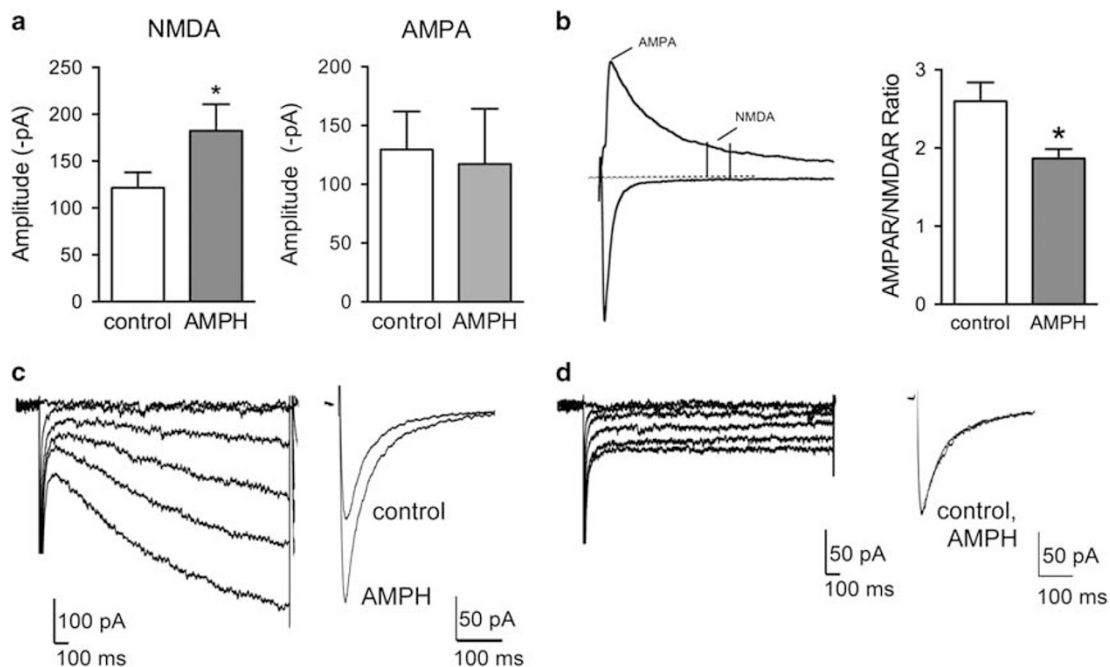 a
NMDA
Amplitude (-pA)
250
200
150
100
50
0
*
control AMPH
AMPA
Amplitude (-pA)
200
150
100
50
0
control AMPH
b
AMPA
NMDA
AMPAR/NMDAR Ratio
3
2
1
0
*
control AMPH
c
100 pA
100 ms
control
AMPH
50 pA
100 ms
d
50 pA
100 ms
control,
AMPH
50 pA
100 ms